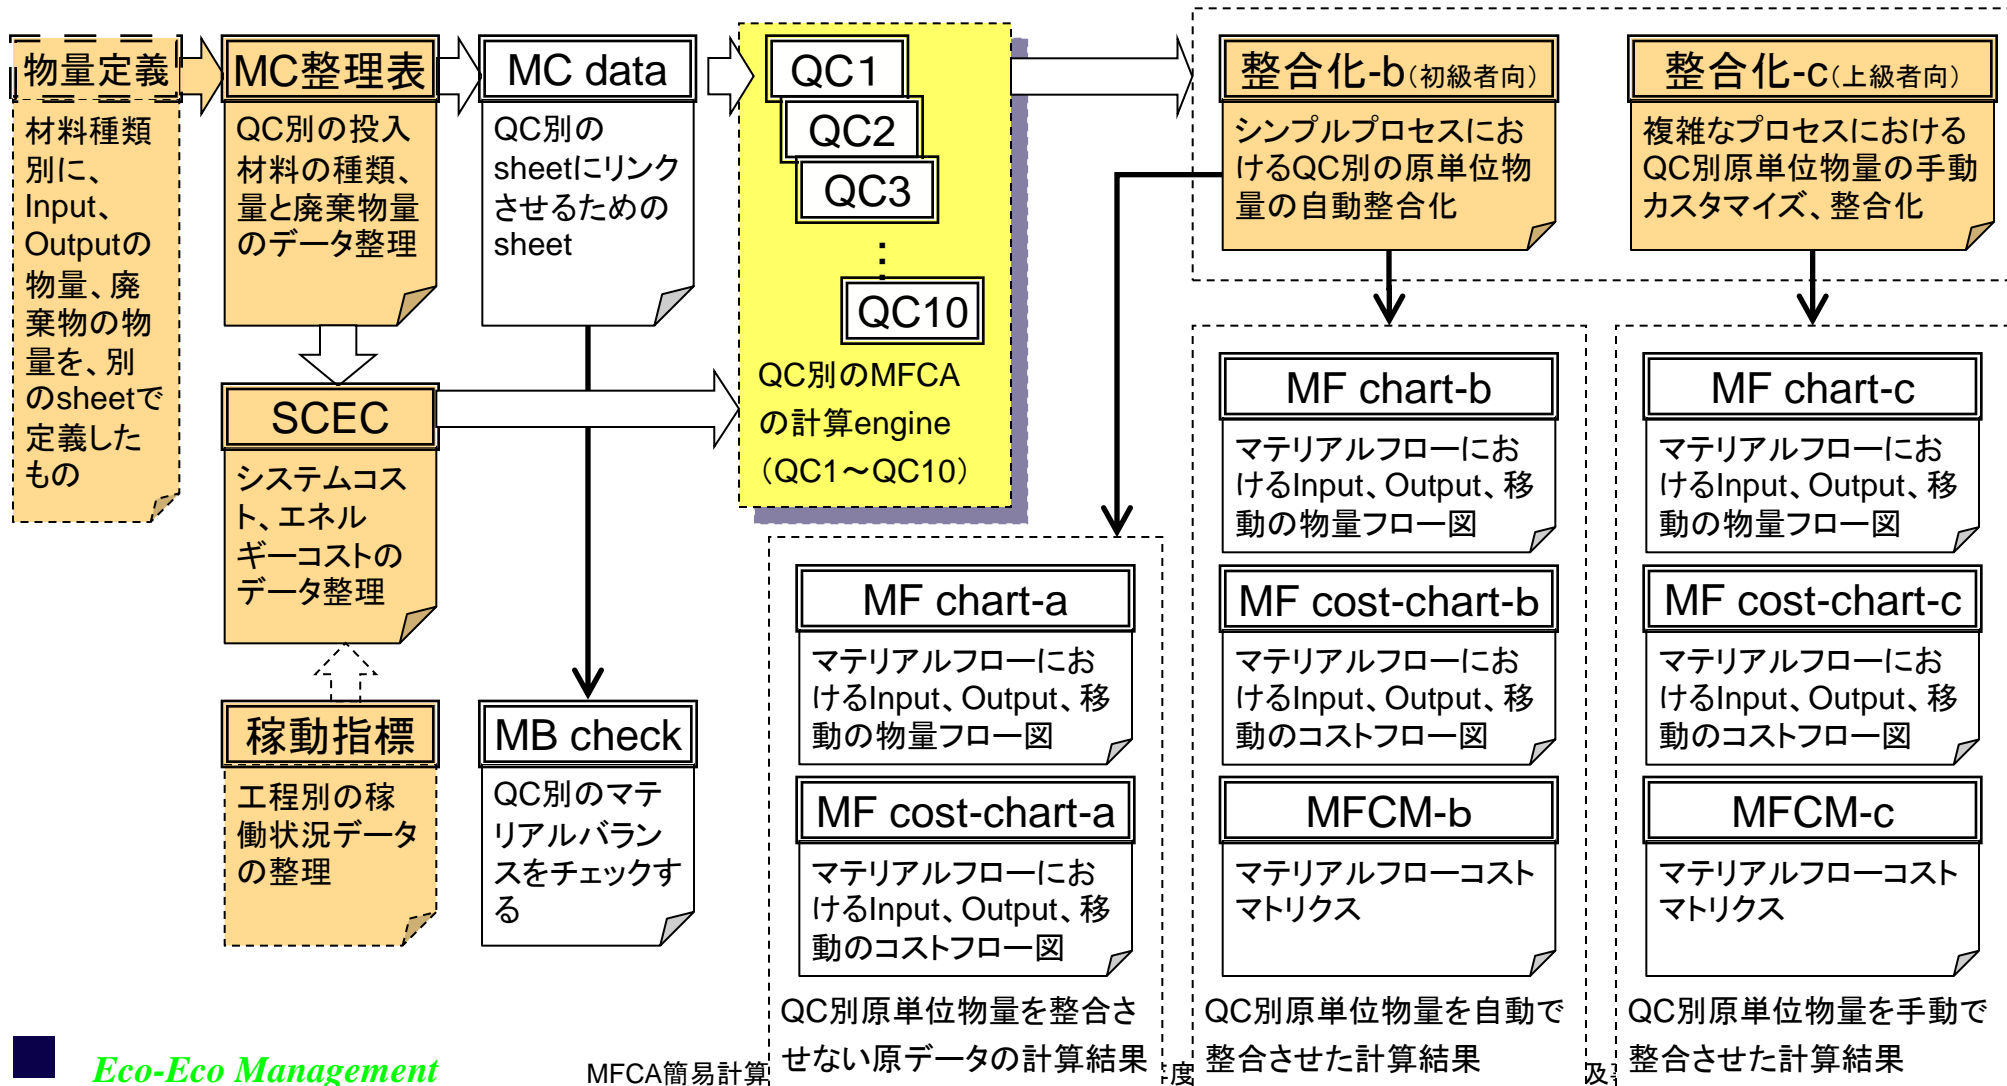 物量定義
材料種類
別に、
Input、
Outputの
物量、廃
棄物の物
量を、別
のsheetで
定義した
もの
MC整理表
QC別の投入
材料の種類、
量と廃棄物量
のデータ整理
SCEC
システムコス
ト、エネル
ギーコストの
データ整理
稼動指標
工程別の稼
働状況データ
の整理
MC data
QC別の
sheetにリンク
させるための
sheet
MB check
QC別のマテ
リアルバラン
スをチェックす
る
QC1
QC2
QC3
:
QC10
QC別のMFCA
の計算engine
(QC1～QC10)
整合化-b(初級者向)
シンプルプロセスにお
けるQC別の原単位物
量の自動整合化
整合化-c(上級者向)
複雑なプロセスにおける
QC別原単位物量の手動
カスタマイズ、整合化
MF chart-a
マテリアルフローにお
けるInput、Output、移
動の物量フロー図
MF cost-chart-a
マテリアルフローにお
けるInput、Output、移
動のコストフロー図
QC別原単位物量を整合さ
せない原データの計算結果
MF chart-b
マテリアルフローにお
けるInput、Output、移
動の物量フロー図
MF cost-chart-b
マテリアルフローにお
けるInput、Output、移
動のコストフロー図
MFCM-b
マテリアルフローコスト
マトリクス
QC別原単位物量を自動で
整合させた計算結果
MF chart-c
マテリアルフローにお
けるInput、Output、移
動の物量フロー図
MF cost-chart-c
マテリアルフローにお
けるInput、Output、移
動のコストフロー図
MFCM-c
マテリアルフローコスト
マトリクス
QC別原単位物量を手動で
整合させた計算結果
Eco-Eco Management
MFCA簡易計算 度 及